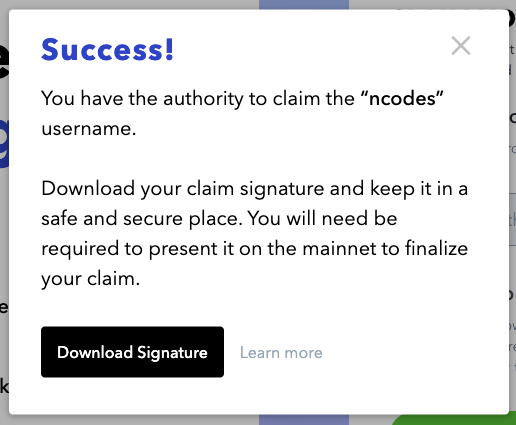 Success!
You have the authority to claim the “ncodes”
username.
Download your claim signature and keep it in a
safe and secure place. You will need be
required to present it on the mainnet to finalize
your claim.
Download Signature
Learn more